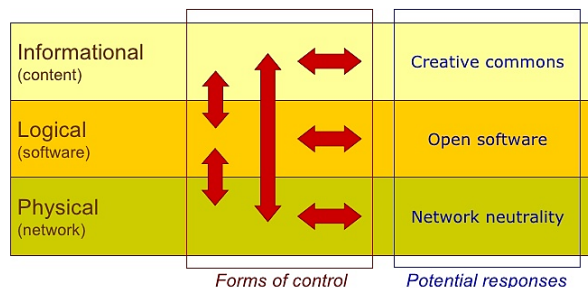 Informational
(content)
Creative commons
Logical
(software)
Open software
Physical
(network)
Network neutrality
Forms of control
Potential responses